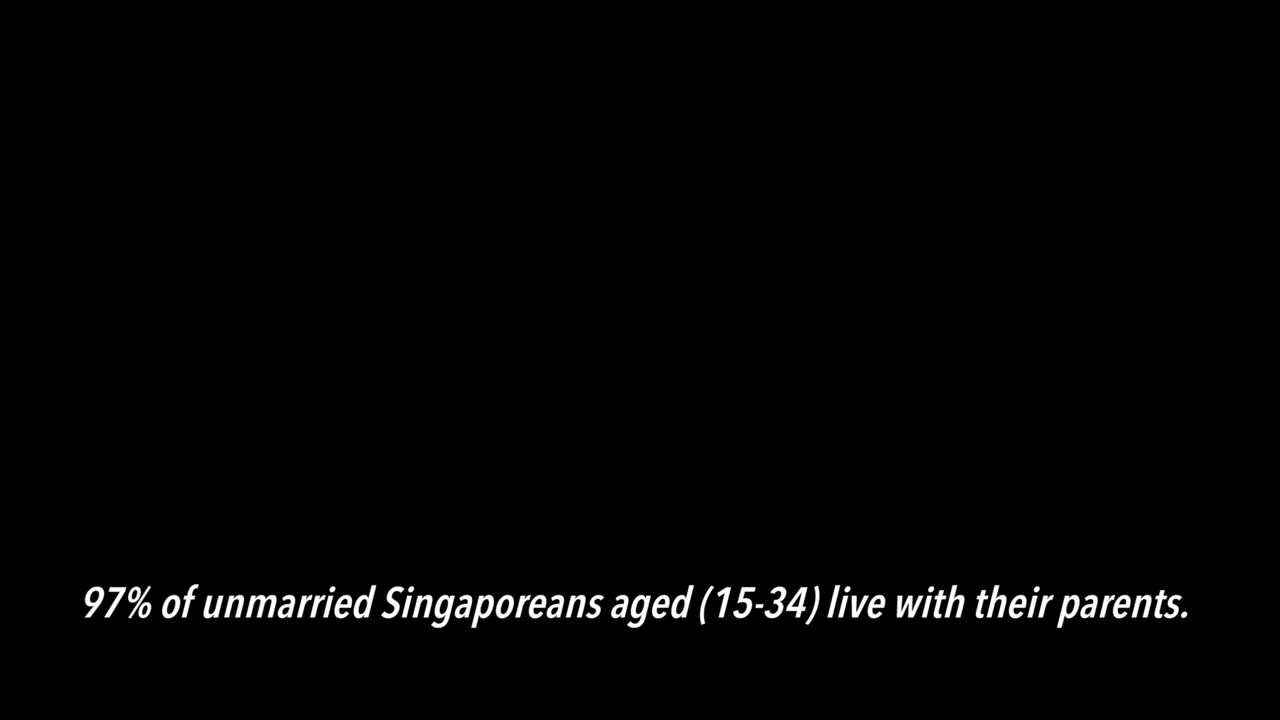 97% of unmarried Singaporeans aged (15-34) live with their parents.